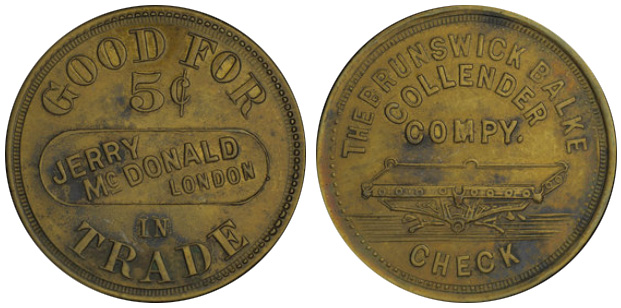 GOOD FOR
5¢
JERRY
McDONALD
LONDON
IN
TRADE
THE BRUNSWICK BALKE
COLLENDER
COMPY.
CHECK